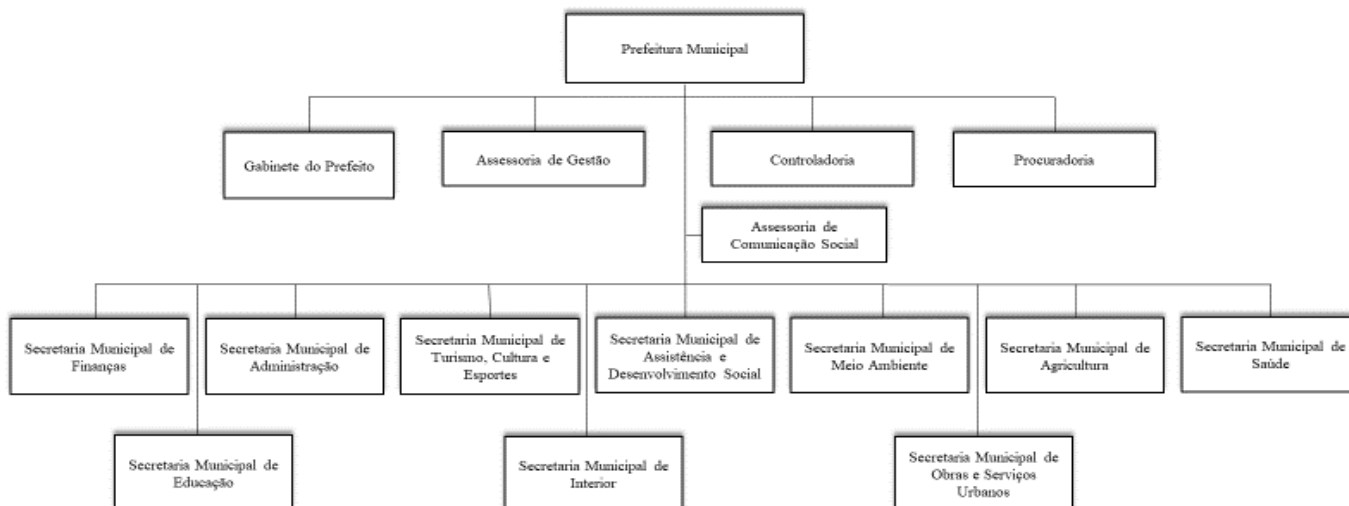 Prefeitura Municipal
Gabinete do Prefeito
Assessoria de Gestão
Controladoria
Procuradoria
Assessoria de
Comunicação Social
Secretaria Municipal de
Finanças
Secretaria Municipal de
Administração
Secretaria Municipal de
Turismo, Cultura e
Esportes
Secretaria Municipal de
Assistência e
Desenvolvimento Social
Secretaria Municipal de
Meio Ambiente
Secretaria Municipal de
Agricultura
Secretaria Municipal de
Saúde
Secretaria Municipal de
Educação
Secretaria Municipal de
Interior
Secretaria Municipal de
Obras e Serviços
Urbanos